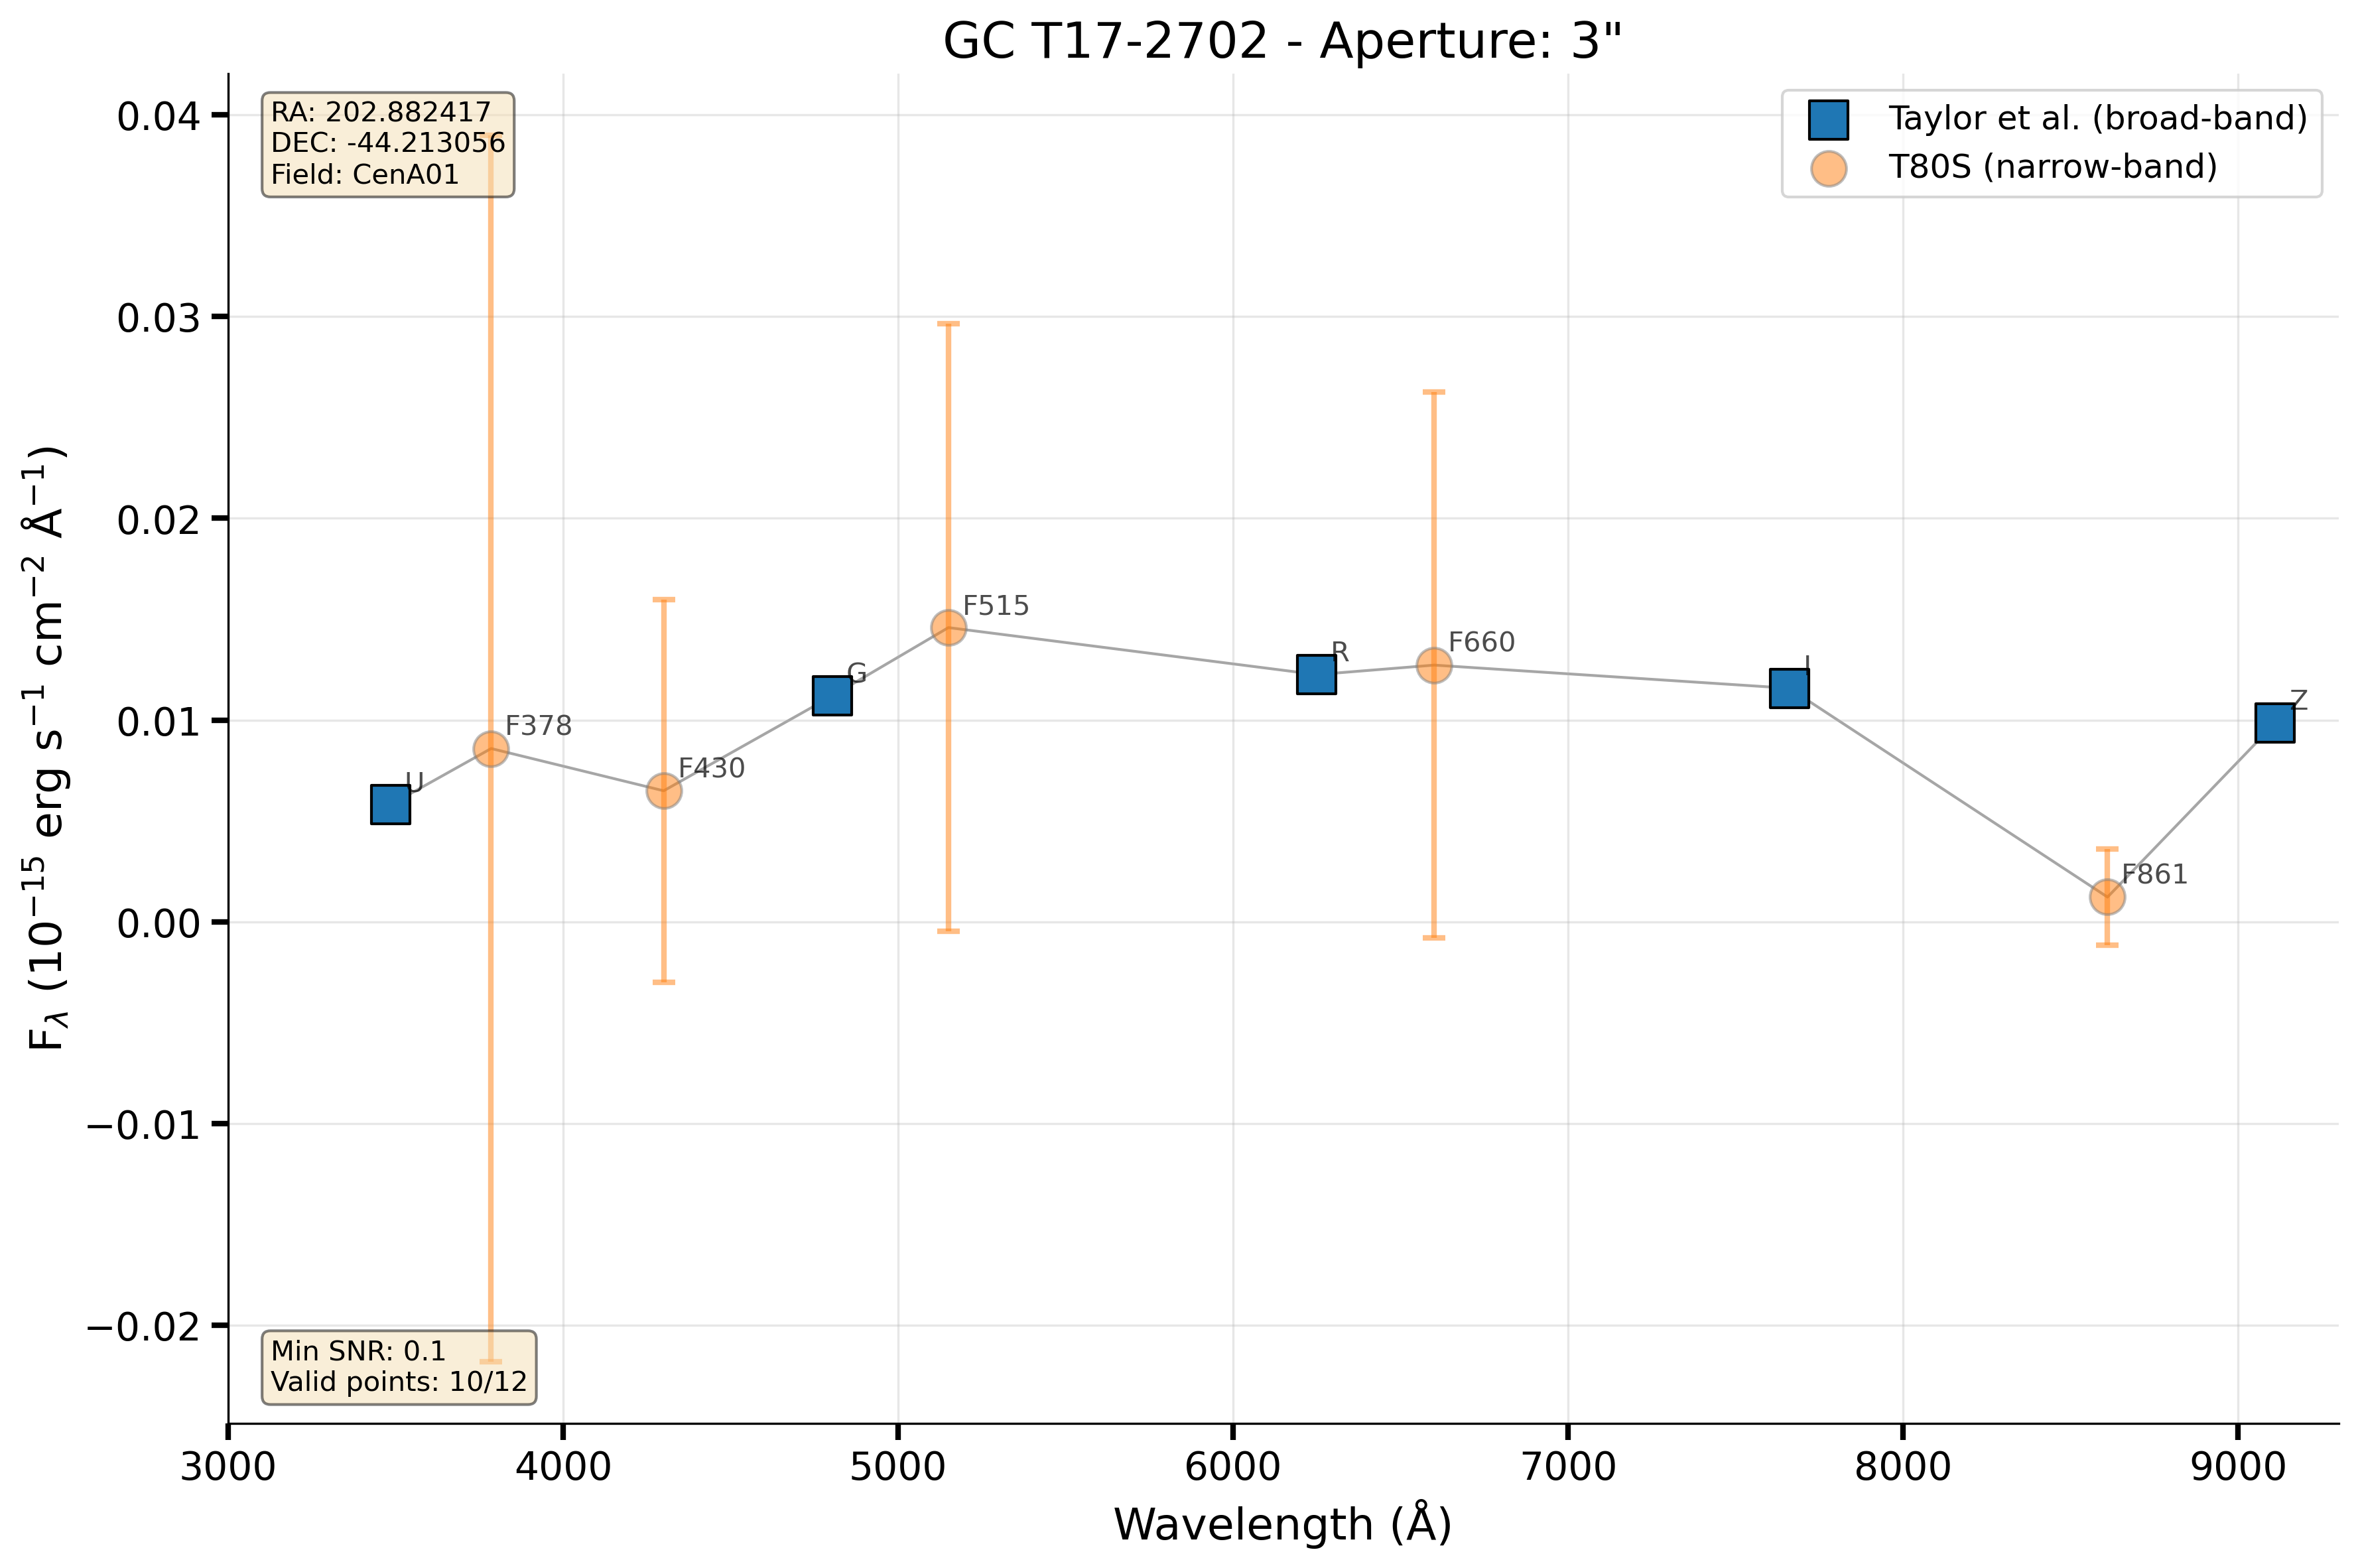 GC T17-2702 - Aperture: 3"
RA: 202.882417
DEC: -44.213056
Field: CenA01
Taylor et al. (broad-band)
T80S (narrow-band)
0.04
0.03
0.02
0.01
0.00
−0.01
−0.02
F_λ (10⁻¹⁵ erg s⁻¹ cm⁻² Å⁻¹)
U
F378
F430
G
F515
R
F660
I
F861
Z
Min SNR: 0.1
Valid points: 10/12
3000 4000 5000 6000 7000 8000 9000
Wavelength (Å)